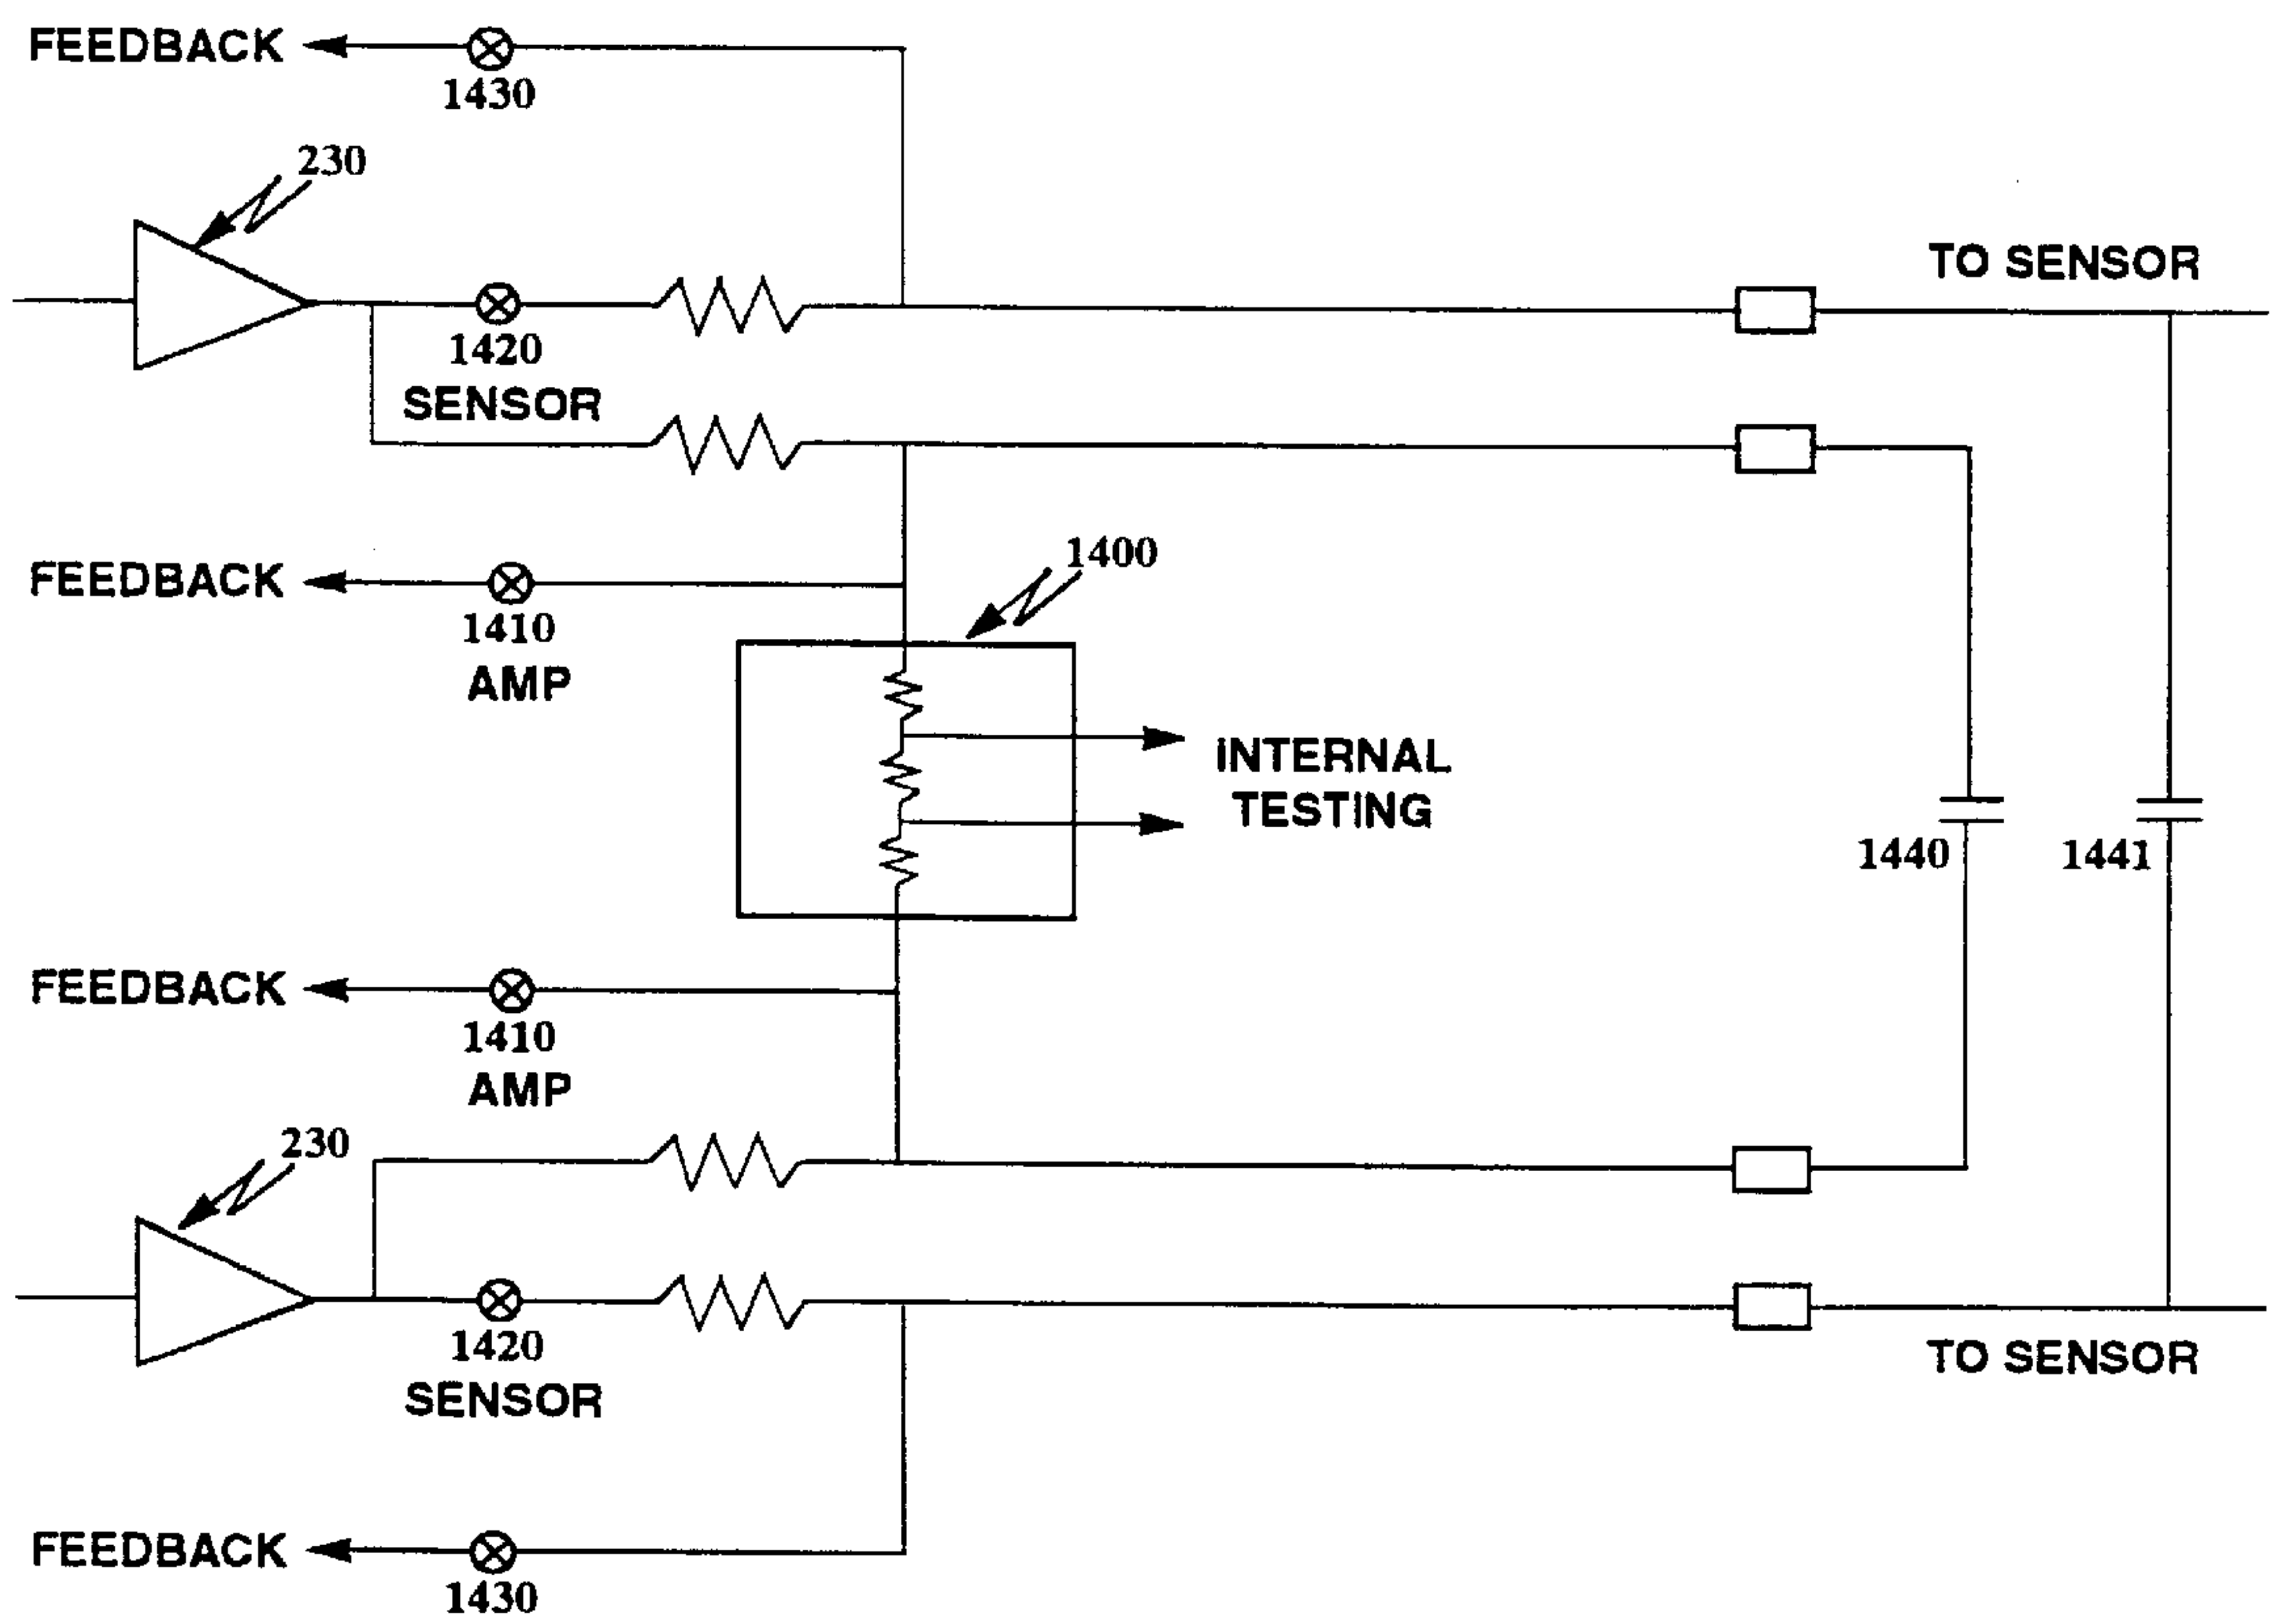 FEEDBACK
1430
230
TO SENSOR
1420
SENSOR
1400
FEEDBACK
1410
AMP
INTERNAL
TESTING
1440
1441
FEEDBACK
1410
AMP
230
1420
SENSOR
TO SENSOR
FEEDBACK
1430